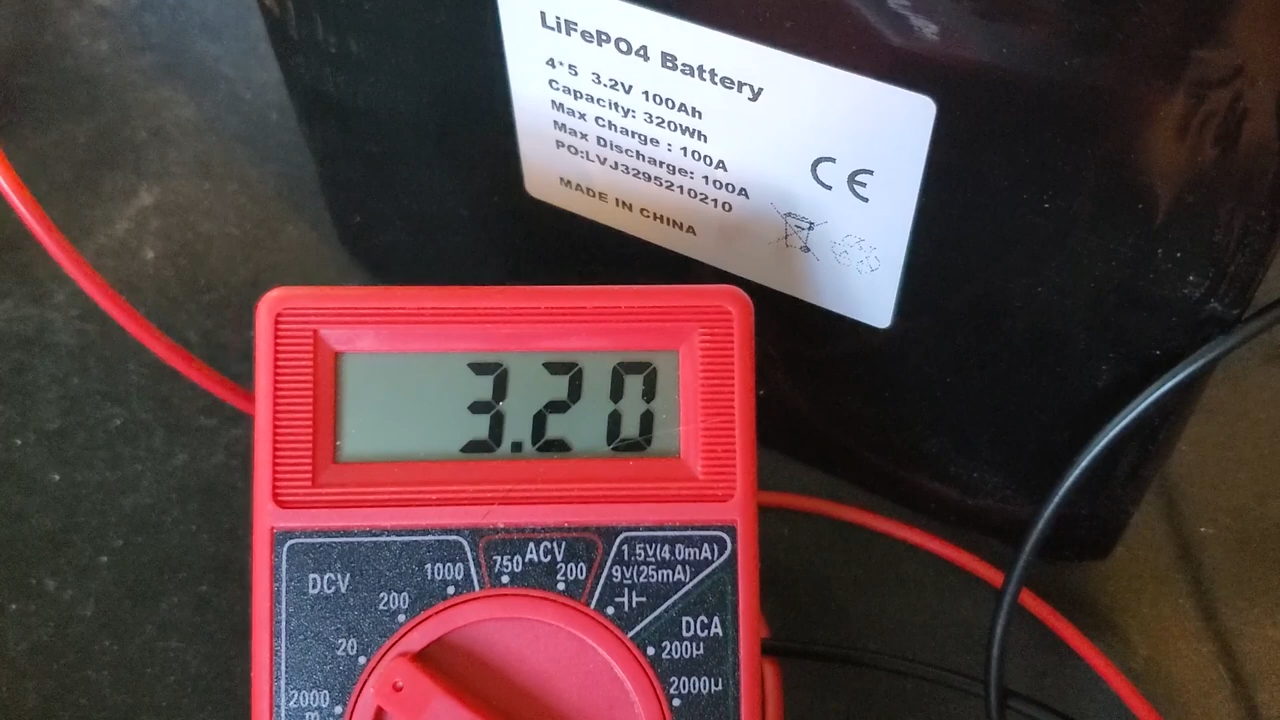 LiFePO4 Battery
4*5 3.2V 100Ah
Capacity: 320Wh
Max Charge : 100A
Max Discharge: 100A
PO:LVJ3295210210
MADE IN CHINA
CE
3.20
DCV
1000
200
20
2000
m
ACV
750
200
1.5V(4.0mA)
9V(25mA)
DCA
200μ
2000μ